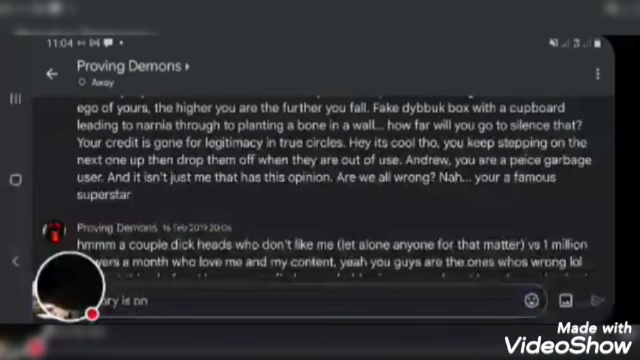 11:04
Proving Demons
Away
ego of yours, the higher you are the further you fall. Fake dybbuk box with a cupboard
leading to narnia through to planting a bone in a wall... how far will you go to silence that?
Your credit is gone for legitimacy in true circles. Hey its cool tho, you keep stepping on the
next one up then drop them off when they are out of use. Andrew, you are a peice garbage
user. And it isn't just me that has this opinion. Are we all wrong? Nah... your a famous
superstar
Proving Demons 16 Feb 2019 20:06
hmmm a couple dick heads who don't like me (let alone anyone for that matter) vs 1 million
a month who love me and my content, yeah you guys are the ones whos wrong lol
ory is on
Made with
VideoShow